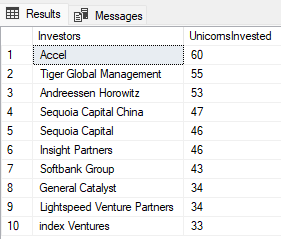 Results Messages
Investors UnicornsInvested
1 Accel 60
2 Tiger Global Management 55
3 Andreessen Horowitz 53
4 Sequoia Capital China 47
5 Sequoia Capital 46
6 Insight Partners 46
7 Softbank Group 43
8 General Catalyst 34
9 Lightspeed Venture Partners 34
10 index Ventures 33